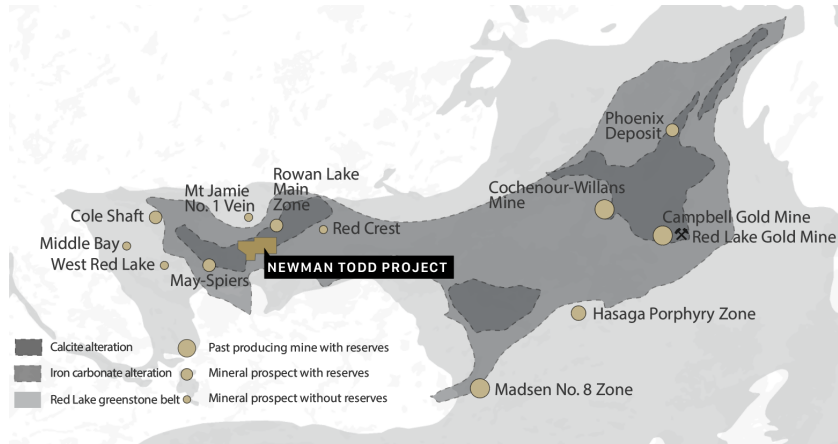 Phoenix
Deposit
Rowan Lake
Main
Zone
Mt Jamie
No. 1 Vein
Cochenour-Willans
Mine
Cole Shaft
Campbell Gold Mine
Red Crest
Red Lake Gold Mine
Middle Bay
West Red Lake
NEWMAN TODD PROJECT
May-Spiers
Hasaga Porphyry Zone
Calcite alteration
Past producing mine with reserves
Iron carbonate alteration
Mineral prospect with reserves
Madsen No. 8 Zone
Red Lake greenstone belt
Mineral prospect without reserves